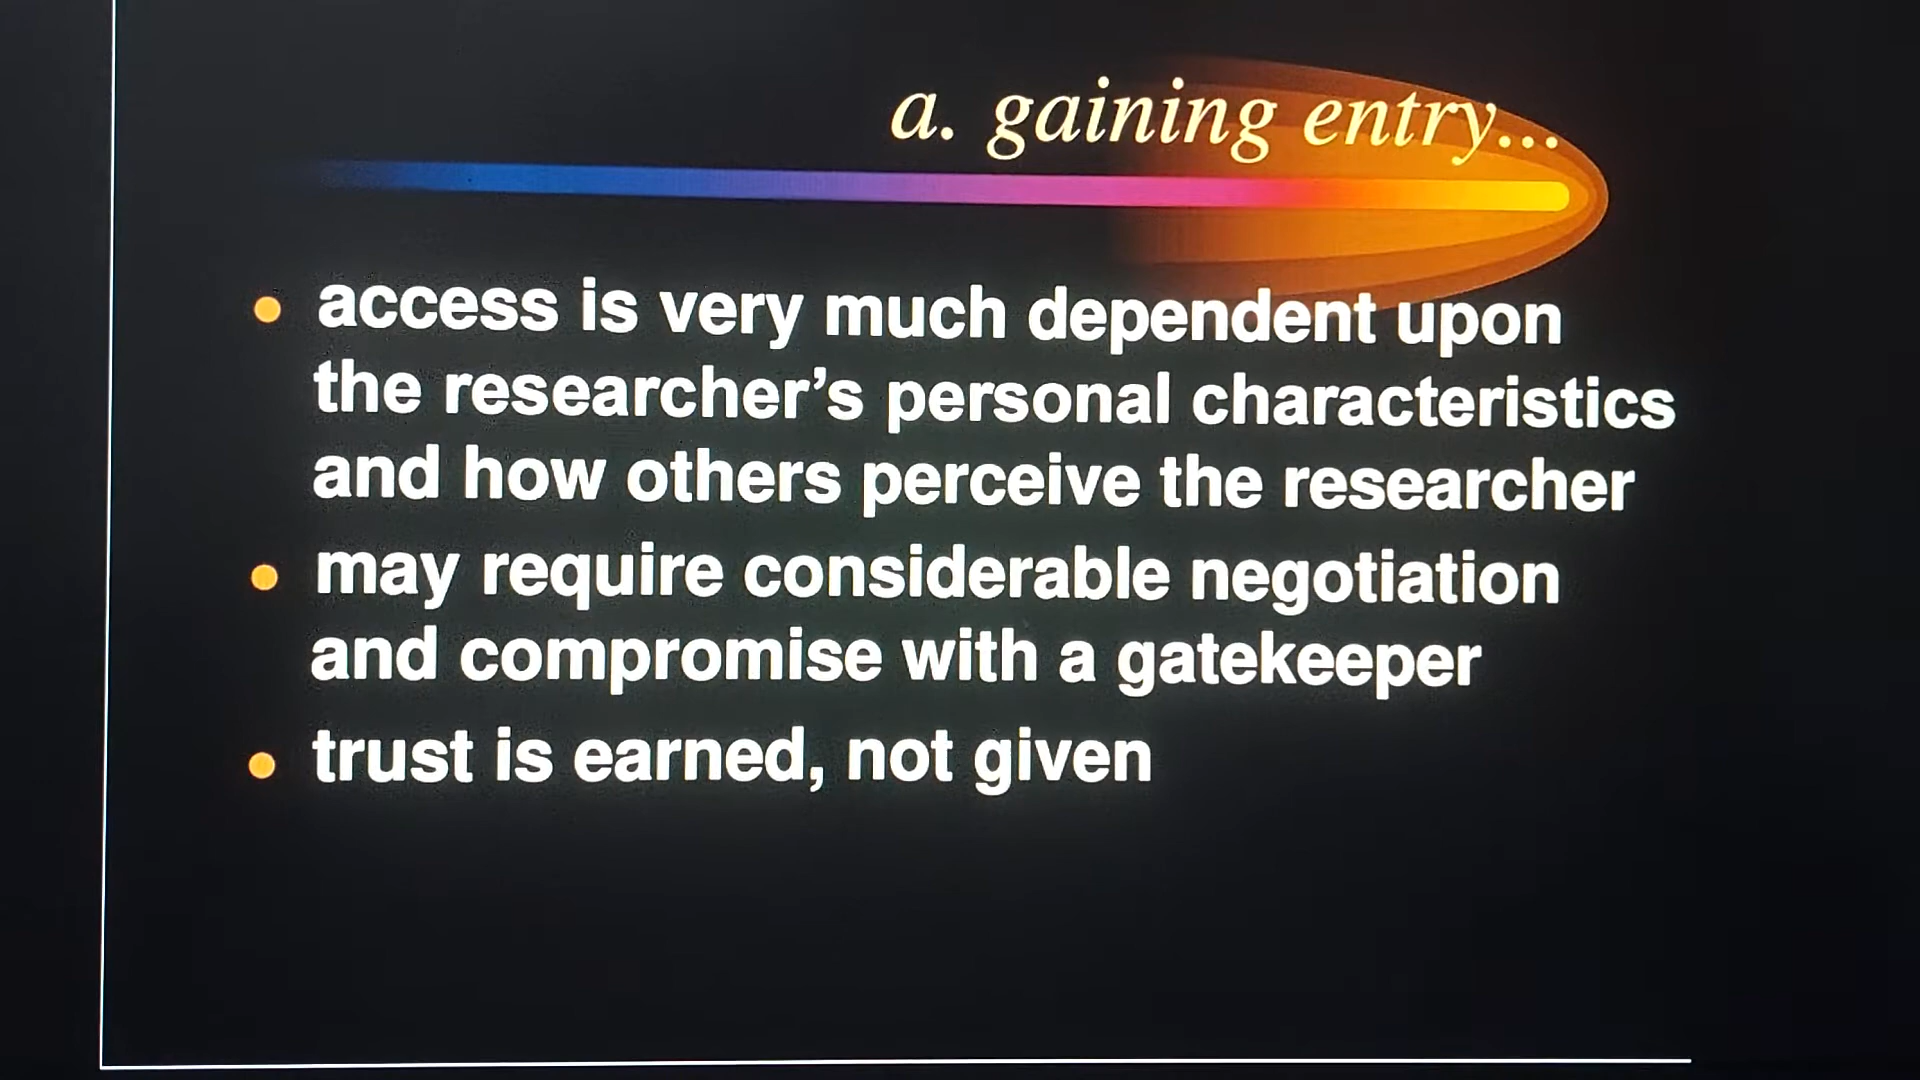 a. gaining entry...
• access is very much dependent upon
the researcher’s personal characteristics
and how others perceive the researcher
• may require considerable negotiation
and compromise with a gatekeeper
• trust is earned, not given